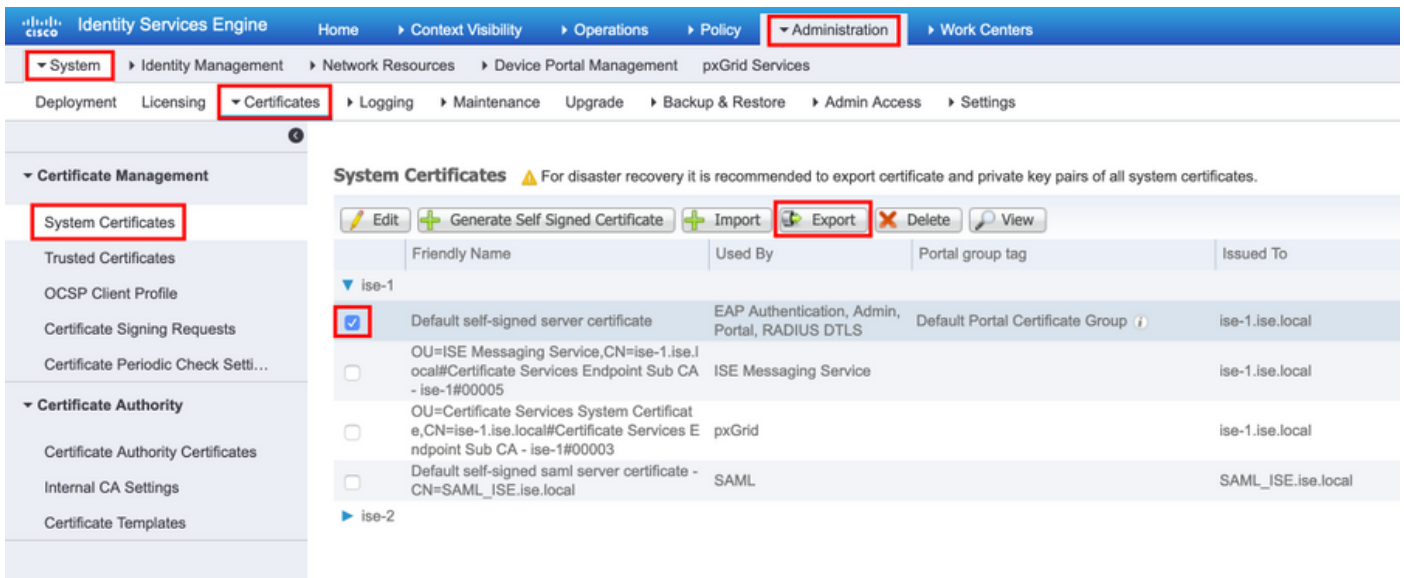 cisco Identity Services Engine Home Context Visibility Operations Policy Administration Work Centers
System Identity Management Network Resources Device Portal Management pxGrid Services
Deployment Licensing Certificates Logging Maintenance Upgrade Backup & Restore Admin Access Settings
Certificate Management
System Certificates
Trusted Certificates
OCSP Client Profile
Certificate Signing Requests
Certificate Periodic Check Setti...
Certificate Authority
Certificate Authority Certificates
Internal CA Settings
Certificate Templates
System Certificates For disaster recovery it is recommended to export certificate and private key pairs of all system certificates.
Edit Generate Self Signed Certificate Import Export Delete View
Friendly Name Used By Portal group tag Issued To
ise-1
Default self-signed server certificate EAP Authentication, Admin, Portal, RADIUS DTLS Default Portal Certificate Group i ise-1.ise.local
OU=ISE Messaging Service,CN=ise-1.ise.l
ocal#Certificate Services Endpoint Sub CA ISE Messaging Service ise-1.ise.local
- ise-1#00005
OU=Certificate Services System Certificat
e,CN=ise-1.ise.local#Certificate Services E pxGrid ise-1.ise.local
ndpoint Sub CA - ise-1#00003
Default self-signed saml server certificate - SAML SAML_ISE.ise.local
CN=SAML_ISE.ise.local
ise-2